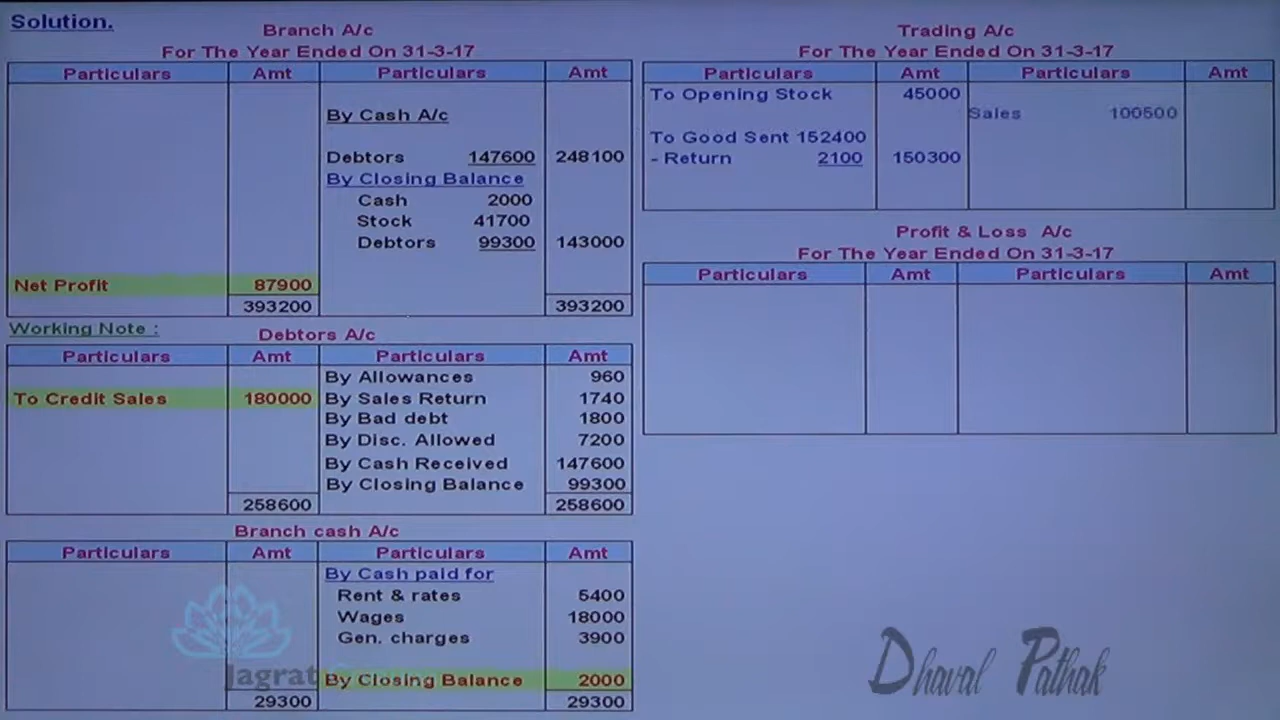 Solution.
Branch A/c
For The Year Ended On 31-3-17
Particulars Amt Particulars Amt
By Cash A/c
Debtors 147600 248100
By Closing Balance
Cash 2000
Stock 41700
Debtors 99300 143000
Net Profit 87900
393200 393200
Working Note :
Debtors A/c
Particulars Amt Particulars Amt
By Allowances 960
To Credit Sales 180000 By Sales Return 1740
By Bad debt 1800
By Disc. Allowed 7200
By Cash Received 147600
By Closing Balance 99300
258600 258600
Branch cash A/c
Particulars Amt Particulars Amt
By Cash paid for
Rent & rates 5400
Wages 18000
Gen. charges 3900
By Closing Balance 2000
29300 29300
Trading A/c
For The Year Ended On 31-3-17
Particulars Amt Particulars Amt
To Opening Stock 45000
Sales 100500
To Good Sent 152400
- Return 2100 150300
Profit & Loss A/c
For The Year Ended On 31-3-17
Particulars Amt Particulars Amt
Jagrat
Dhaval Pathak